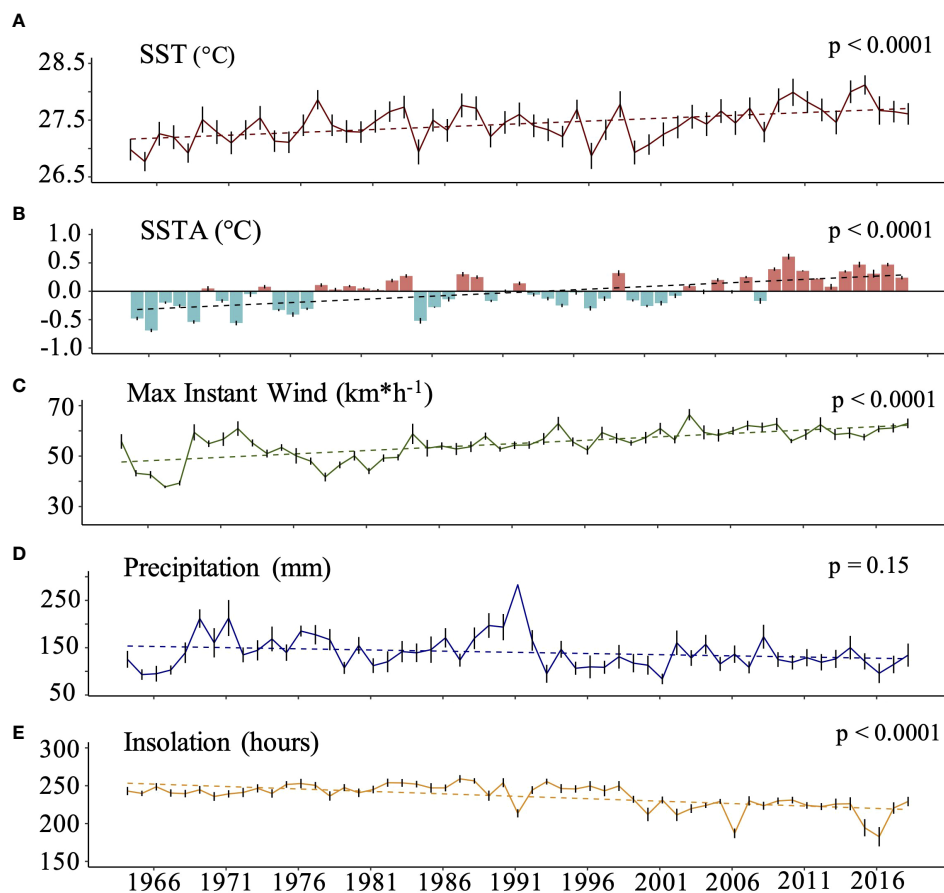 A
SST (°C)
p < 0.0001
28.5
27.5
26.5
B
SSTA (°C)
p < 0.0001
1.0
0.5
0.0
-0.5
-1.0
C
Max Instant Wind (km*h-1)
p < 0.0001
70
50
30
D
Precipitation (mm)
p = 0.15
250
150
50
E
Insolation (hours)
p < 0.0001
300
250
200
150
1966 1971 1976 1981 1986 1991 1996 2001 2006 2011 2016